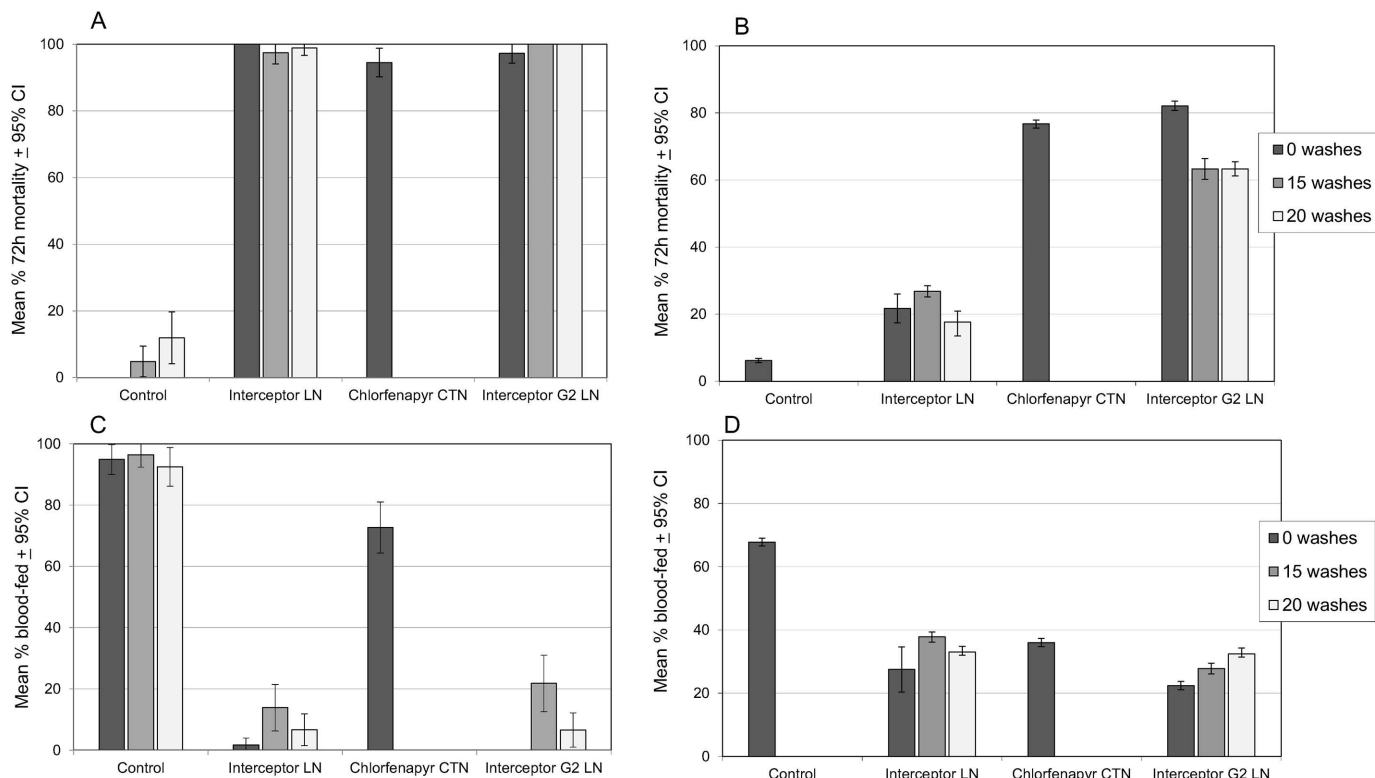 A
Mean % 72h mortality ± 95% CI
100
80
60
40
20
0
Control
Interceptor LN
Chlorfenapyr CTN
Interceptor G2 LN
B
Mean % 72h mortality ± 95% CI
100
80
60
40
20
0
Control
Interceptor LN
Chlorfenapyr CTN
Interceptor G2 LN
0 washes
15 washes
20 washes
C
Mean % blood-fed ± 95% CI
100
80
60
40
20
0
Control
Interceptor LN
Chlorfenapyr CTN
Interceptor G2 LN
D
Mean % blood-fed ± 95% CI
100
80
60
40
20
0
Control
Interceptor LN
Chlorfenapyr CTN
Interceptor G2 LN
0 washes
15 washes
20 washes